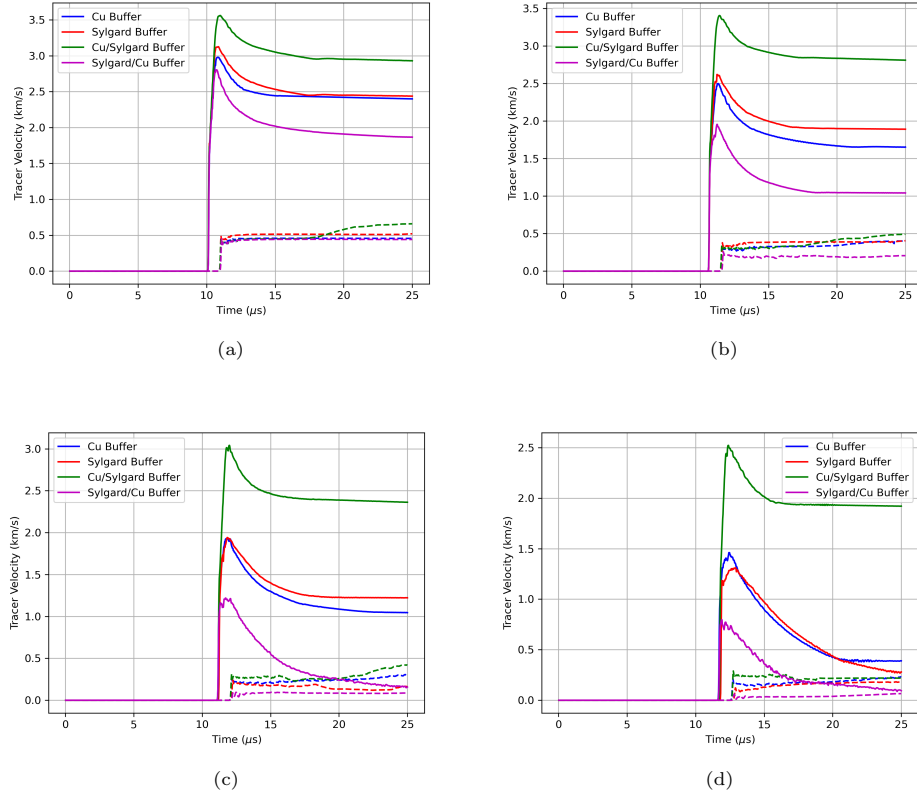 Cu Buffer
Sylgard Buffer
Cu/Sylgard Buffer
Sylgard/Cu Buffer
Tracer Velocity (km/s)
3.5
3.0
2.5
2.0
1.5
1.0
0.5
0.0
0 5 10 15 20 25
Time (μs)
(a)
Cu Buffer
Sylgard Buffer
Cu/Sylgard Buffer
Sylgard/Cu Buffer
Tracer Velocity (km/s)
3.5
3.0
2.5
2.0
1.5
1.0
0.5
0.0
0 5 10 15 20 25
Time (μs)
(b)
Cu Buffer
Sylgard Buffer
Cu/Sylgard Buffer
Sylgard/Cu Buffer
Tracer Velocity (km/s)
3.0
2.5
2.0
1.5
1.0
0.5
0.0
0 5 10 15 20 25
Time (μs)
(c)
Cu Buffer
Sylgard Buffer
Cu/Sylgard Buffer
Sylgard/Cu Buffer
Tracer Velocity (km/s)
2.5
2.0
1.5
1.0
0.5
0.0
0 5 10 15 20 25
Time (μs)
(d)